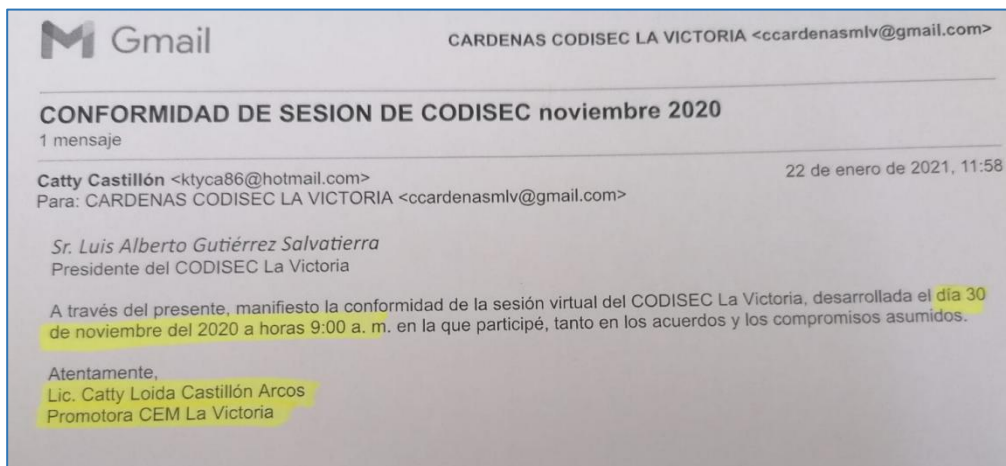 Gmail
CARDENAS CODISEC LA VICTORIA <ccardenasmlv@gmail.com>
CONFORMIDAD DE SESION DE CODISEC noviembre 2020
1 mensaje
Catty Castillón <ktyca86@hotmail.com>
22 de enero de 2021, 11:58
Para: CARDENAS CODISEC LA VICTORIA <ccardenasmlv@gmail.com>
Sr. Luis Alberto Gutiérrez Salvatierra
Presidente del CODISEC La Victoria
A través del presente, manifiesto la conformidad de la sesión virtual del CODISEC La Victoria, desarrollada el día 30
de noviembre del 2020 a horas 9:00 a. m. en la que participé, tanto en los acuerdos y los compromisos asumidos.
Atentamente,
Lic. Catty Loida Castillón Arcos
Promotora CEM La Victoria